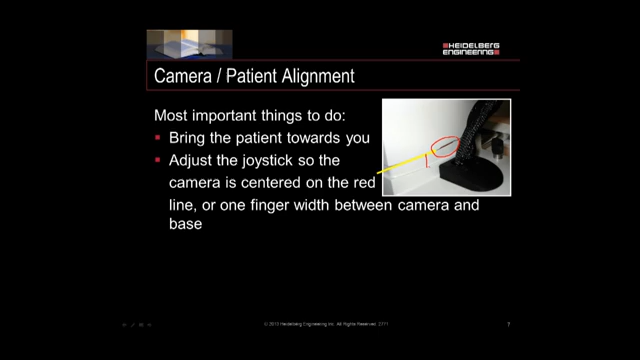 HEIDELBERG
ENGINEERING
Camera / Patient Alignment
Most important things to do:
Bring the patient towards you
Adjust the joystick so the
camera is centered on the red
line, or one finger width between camera and
base
© 2010 Heidelberg Engineering Inc. All Rights Reserved. 2711
7